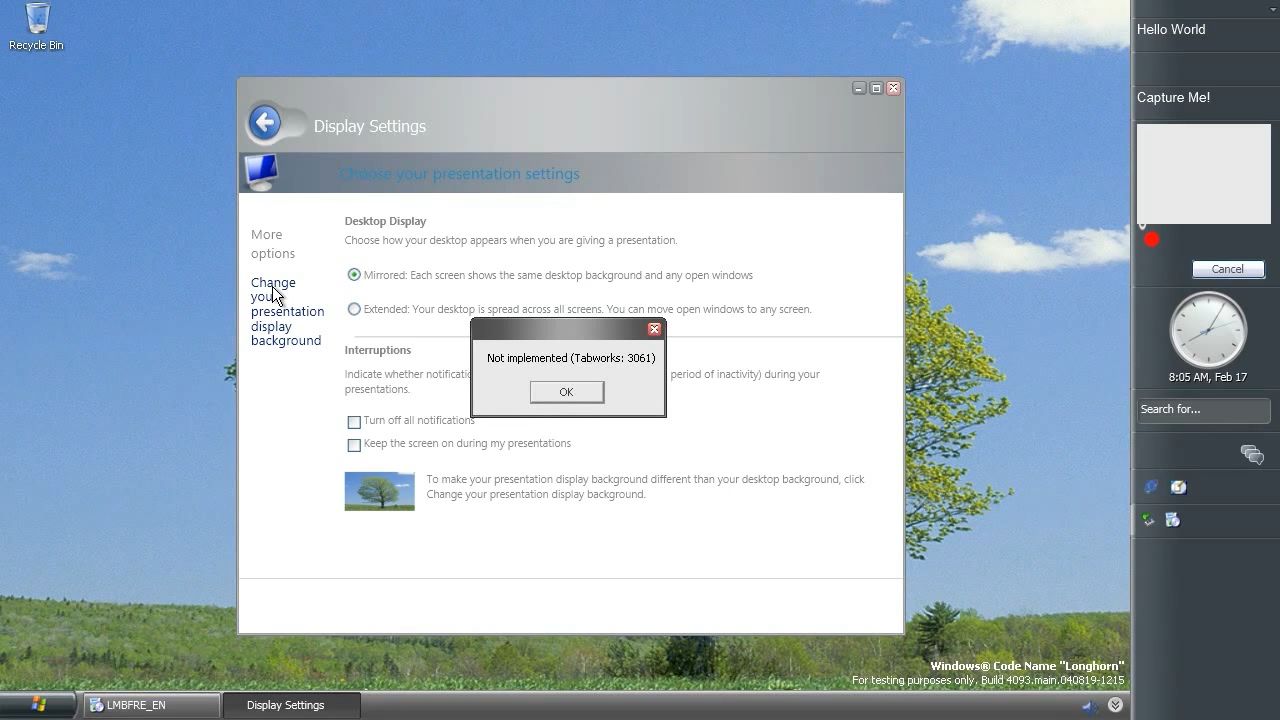 Recycle Bin
Hello World
Capture Me!
Cancel
8:05 AM, Feb 17
Search for...
Display Settings
Choose your presentation settings
More
options
Change
your
presentation
display
background
Desktop Display
Choose how your desktop appears when you are giving a presentation.
Mirrored: Each screen shows the same desktop background and any open windows
Extended: Your desktop is spread across all screens. You can move open windows to any screen.
Interruptions
Indicate whether notificatio
period of inactivity) during your
presentations.
Turn off all notifications
Keep the screen on during my presentations
To make your presentation display background different than your desktop background, click
Change your presentation display background.
Not implemented (Tabworks: 3061)
OK
Windows® Code Name "Longhorn"
For testing purposes only. Build 4093.main.040819-1215
LMBFRE_EN
Display Settings